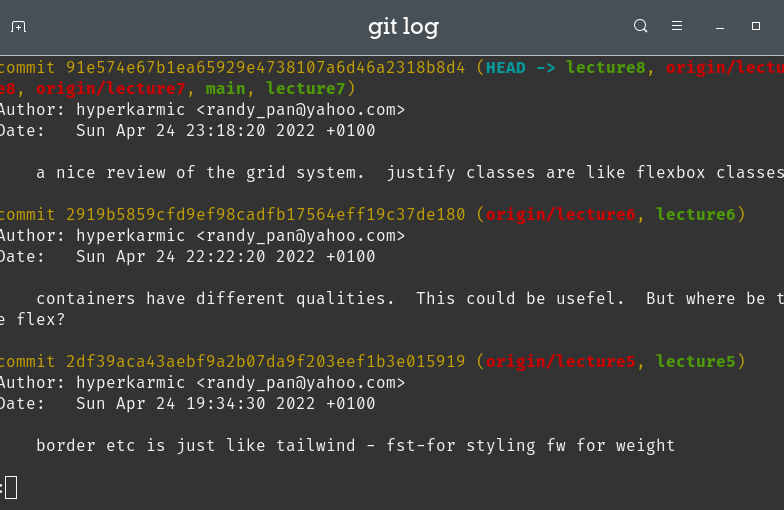 git log
commit 91e574e67b1ea65929e4738107a6d46a2318b8d4 (HEAD -> lecture8, origin/lectu
e8, origin/lecture7, main, lecture7)
Author: hyperkarmic <randy_pan@yahoo.com>
Date:   Sun Apr 24 23:18:20 2022 +0100
a nice review of the grid system.  justify classes are like flexbox classes
commit 2919b5859cfd9ef98cadfb17564eff19c37de180 (origin/lecture6, lecture6)
Author: hyperkarmic <randy_pan@yahoo.com>
Date:   Sun Apr 24 22:22:20 2022 +0100
containers have different qualities.  This could be usefel.  But where be t
e flex?
commit 2df39aca43aebf9a2b07da9f203eef1b3e015919 (origin/lecture5, lecture5)
Author: hyperkarmic <randy_pan@yahoo.com>
Date:   Sun Apr 24 19:34:30 2022 +0100
border etc is just like tailwind - fst-for styling fw for weight
: